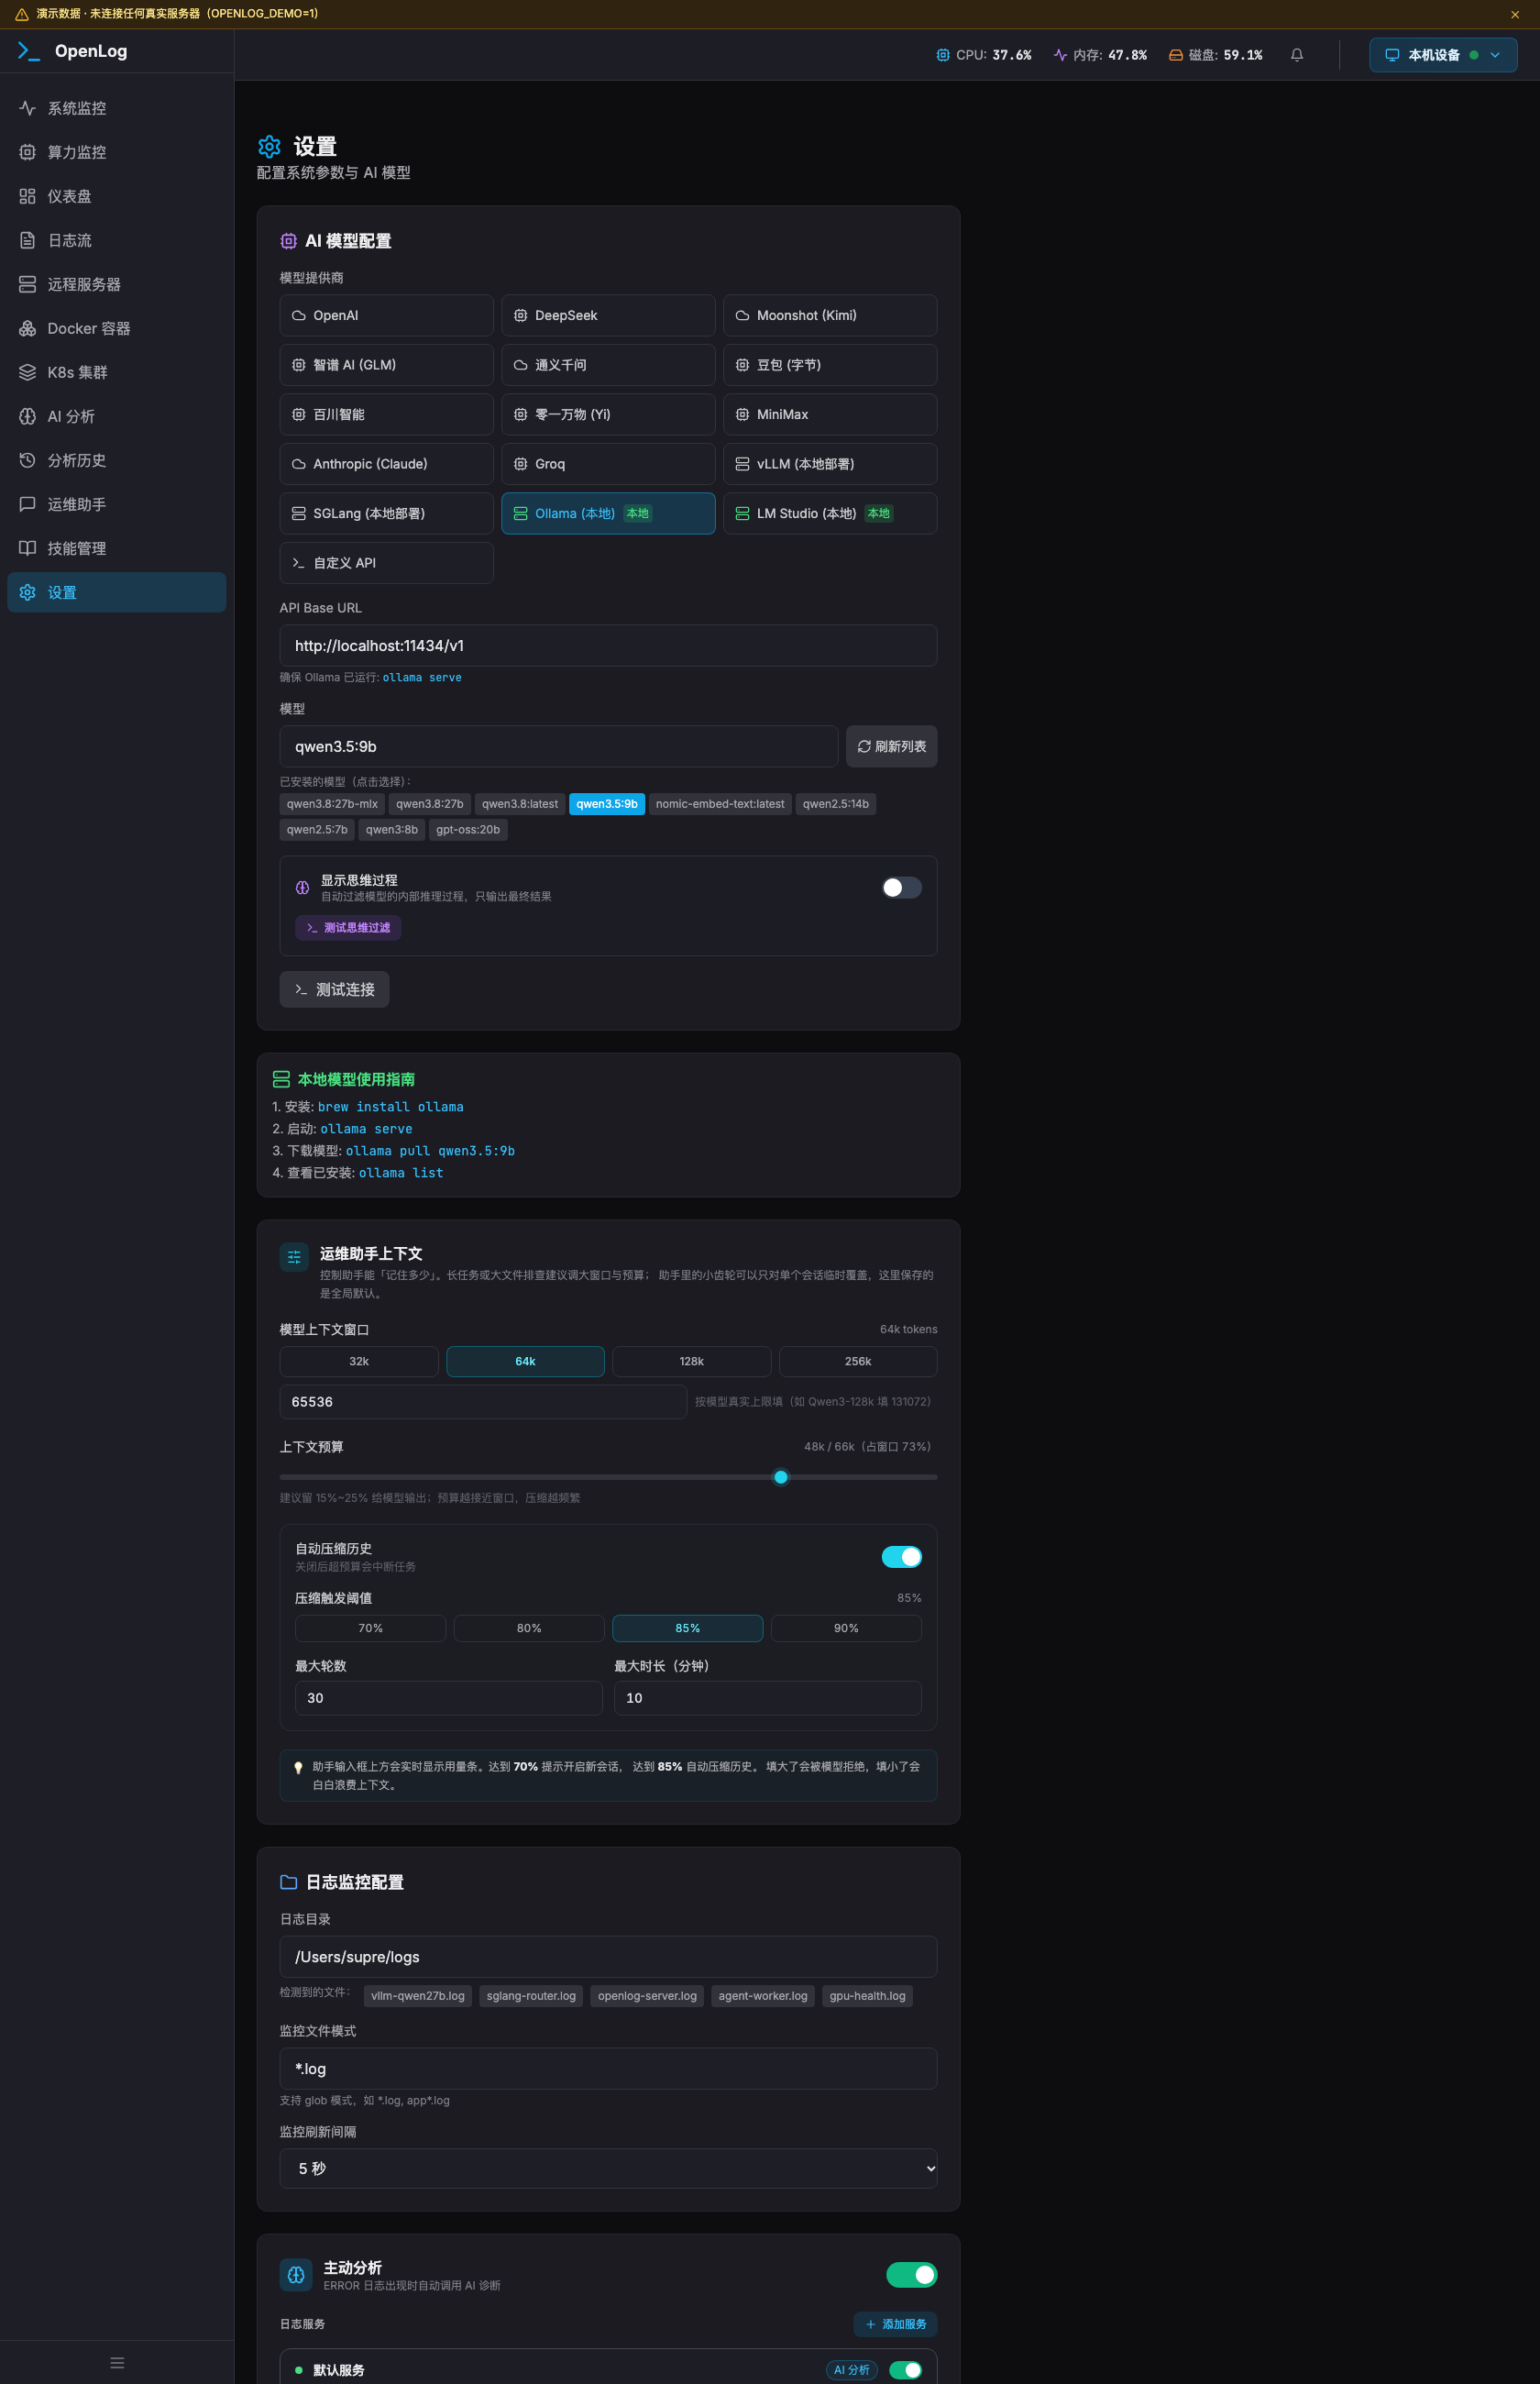 演示数据 · 未连接任何真实服务器（OPENLOG_DEMO=1）
OpenLog
CPU: 37.6%
内存: 47.8%
磁盘: 59.1%
本机设备
系统监控
算力监控
仪表盘
日志流
远程服务器
Docker 容器
K8s 集群
AI 分析
分析历史
运维助手
技能管理
设置
设置
配置系统参数与 AI 模型
AI 模型配置
模型提供商
OpenAI
DeepSeek
Moonshot (Kimi)
智谱 AI (GLM)
通义千问
豆包 (字节)
百川智能
零一万物 (Yi)
MiniMax
Anthropic (Claude)
Groq
vLLM (本地部署)
SGLang (本地部署)
Ollama (本地) 本地
LM Studio (本地) 本地
自定义 API
API Base URL
http://localhost:11434/v1
确保 Ollama 已运行: ollama serve
模型
qwen3.5:9b
刷新列表
已安装的模型（点击选择）：
qwen3.8:27b-mlx qwen3.8:27b qwen3.8:latest qwen3.5:9b nomic-embed-text:latest qwen2.5:14b
qwen2.5:7b qwen3:8b gpt-oss:20b
显示思维过程
自动过滤模型的内部推理过程，只输出最终结果
测试思维过滤
测试连接
本地模型使用指南
1. 安装: brew install ollama
2. 启动: ollama serve
3. 下载模型: ollama pull qwen3.5:9b
4. 查看已安装: ollama list
运维助手上下文
控制助手能「记住多少」。长任务或大文件排查建议调大窗口与预算； 助手里的小齿轮可以只对单个会话临时覆盖，这里保存的
是全局默认。
模型上下文窗口
64k tokens
32k
64k
128k
256k
65536
按模型真实上限填（如 Qwen3-128k 填 131072）
上下文预算
48k / 66k（占窗口 73%）
建议留 15%~25% 给模型输出；预算越接近窗口，压缩越频繁
自动压缩历史
关闭后超预算会中断任务
压缩触发阈值
85%
70%
80%
85%
90%
最大轮数
最大时长（分钟）
30
10
助手输入框上方会实时显示用量条。达到 70% 提示开启新会话， 达到 85% 自动压缩历史。 填大了会被模型拒绝，填小了会
白白浪费上下文。
日志监控配置
日志目录
/Users/supre/logs
检测到的文件： vllm-qwen27b.log sglang-router.log openlog-server.log agent-worker.log gpu-health.log
监控文件模式
*.log
支持 glob 模式，如 *.log, app*.log
监控刷新间隔
5 秒
主动分析
ERROR 日志出现时自动调用 AI 诊断
日志服务
添加服务
默认服务
AI 分析